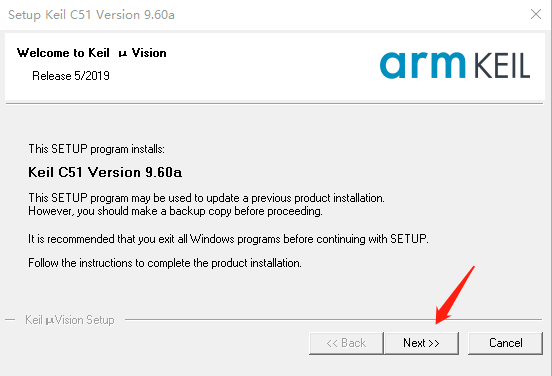 Setup Keil C51 Version 9.60a
Welcome to Keil μ Vision
Release 5/2019
arm KEIL
This SETUP program installs:
Keil C51 Version 9.60a
This SETUP program may be used to update a previous product installation.
However, you should make a backup copy before proceeding.
It is recommended that you exit all Windows programs before continuing with SETUP.
Follow the instructions to complete the product installation.
Keil μVision Setup
<< Back
Next >>
Cancel